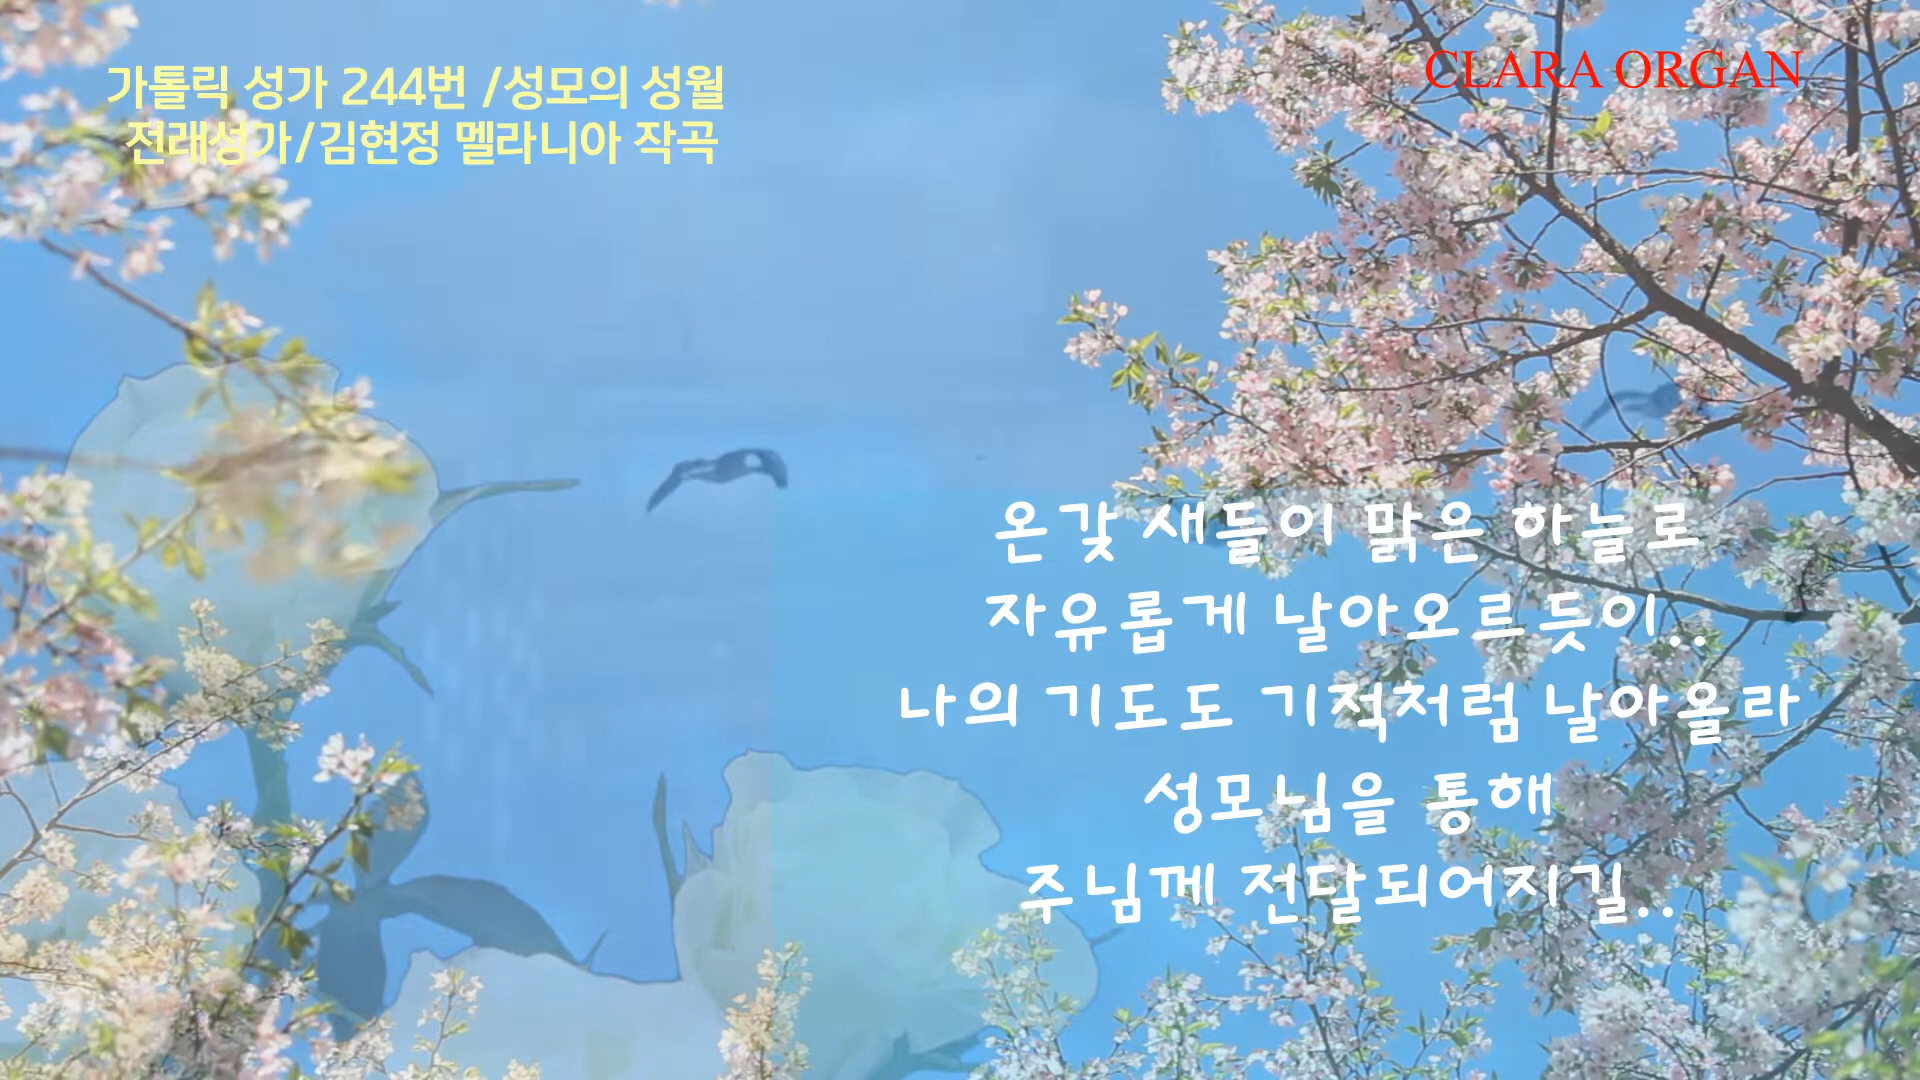 가톨릭 성가 244번 /성모의 성월
전래성가/김현정 멜라니아 작곡
CLARA ORGAN
온갖 새들이 맑은 하늘로
자유롭게 날아오르듯이..
나의 기도도 기적처럼 날아올라
성모님을 통해
주님께 전달되어지길..